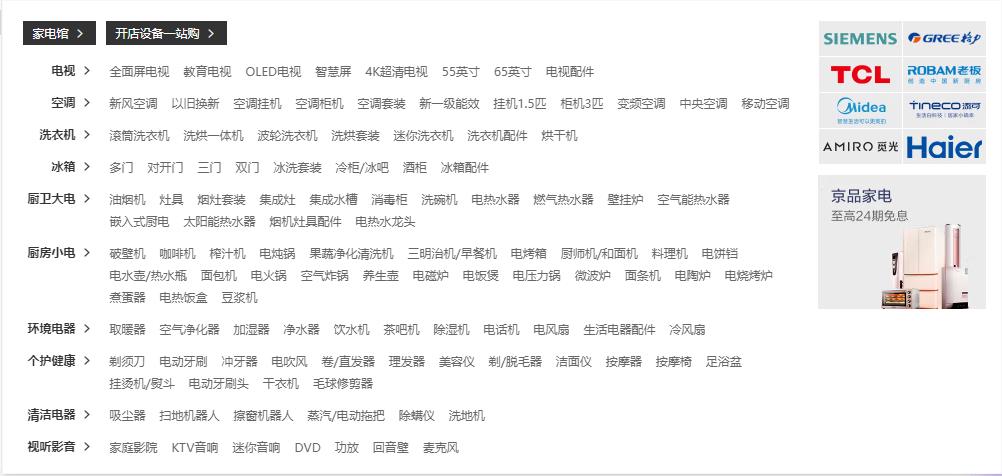 家电馆 > 开店设备一站购 >
电视 > 全面屏电视 教育电视 OLED电视 智慧屏 4K超清电视 55英寸 65英寸 电视配件
空调 > 新风空调 以旧换新 空调挂机 空调柜机 空调套装 新一级能效 挂机1.5匹 柜机3匹 变频空调 中央空调 移动空调
洗衣机 > 滚筒洗衣机 洗烘一体机 波轮洗衣机 洗烘套装 迷你洗衣机 洗衣机配件 烘干机
冰箱 > 多门 对开门 三门 双门 冰洗套装 冷柜/冰吧 酒柜 冰箱配件
厨卫大电 > 油烟机 灶具 烟灶套装 集成灶 集成水槽 消毒柜 洗碗机 电热水器 燃气热水器 壁挂炉 空气能热水器
嵌入式厨电 太阳能热水器 烟机灶具配件 电热水龙头
厨房小电 > 破壁机 咖啡机 榨汁机 电炖锅 果蔬净化清洗机 三明治机/早餐机 电烤箱 厨师机/和面机 料理机 电饼铛
电水壶/热水瓶 面包机 电火锅 空气炸锅 养生壶 电磁炉 电饭煲 电压力锅 微波炉 面条机 电陶炉 电烧烤炉
煮蛋器 电热饭盒 豆浆机
环境电器 > 取暖器 空气净化器 加湿器 净水器 饮水机 茶吧机 除湿机 电话机 电风扇 生活电器配件 冷风扇
个护健康 > 剃须刀 电动牙刷 冲牙器 电吹风 卷/直发器 理发器 美容仪 剃/脱毛器 洁面仪 按摩器 按摩椅 足浴盆
挂烫机/熨斗 电动牙刷头 干衣机 毛球修剪器
清洁电器 > 吸尘器 扫地机器人 擦窗机器人 蒸汽/电动拖把 除螨仪 洗地机
视听影音 > 家庭影院 KTV音响 迷你音响 DVD 功放 回音壁 麦克风
SIEMENS GREE格力
TCL ROBAM老板
创造中国新厨房
Midea TINECO添可
智慧生活可以更美的 生活白科技 居家小确幸
AMIRO 觅光 Haier
京品家电
至高24期免息